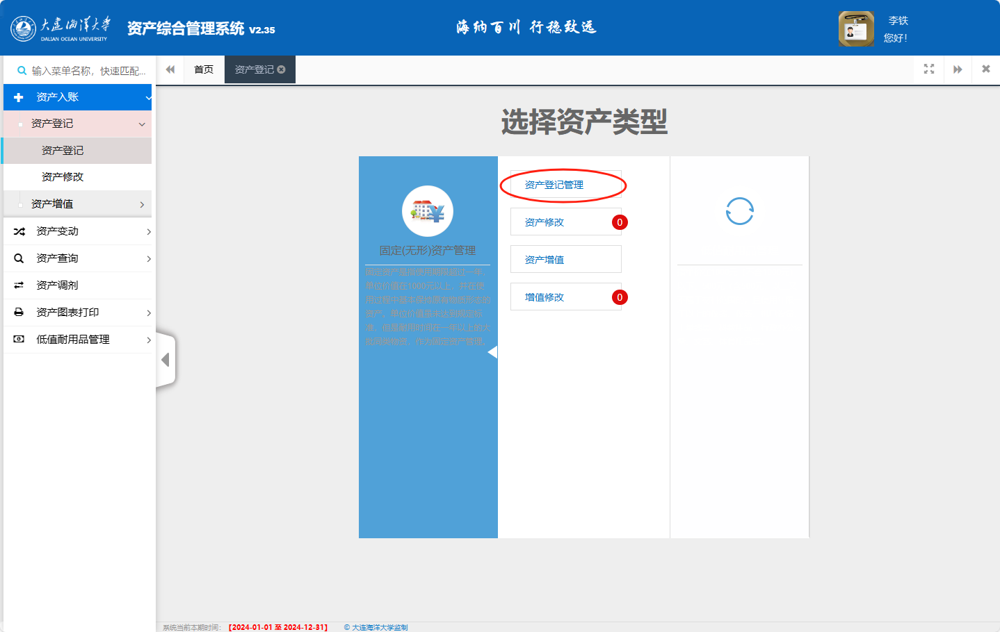 大连海洋大学
DALIAN OCEAN UNIVERSITY
资产综合管理系统 V2.35
海纳百川 行稳致远
李铁
您好！
输入菜单名称，快速匹配...
首页
资产登记
资产入账
资产登记
资产登记
资产修改
资产增值
资产变动
资产查询
资产调剂
资产图表打印
低值耐用品管理
选择资产类型
固定(无形)资产管理
固定资产是指使用期限超过一年，
单位价值在1000元以上，并在使
用过程中基本保持原有物质形态的
资产。单位价值虽未达到规定标
准，但是耐用时间在一年以上的大
批同类物资，作为固定资产管理。
资产登记管理
资产修改 0
资产增值
增值修改 0
系统当前本期时间： 【2024-01-01 至 2024-12-31】 © 大连海洋大学监制